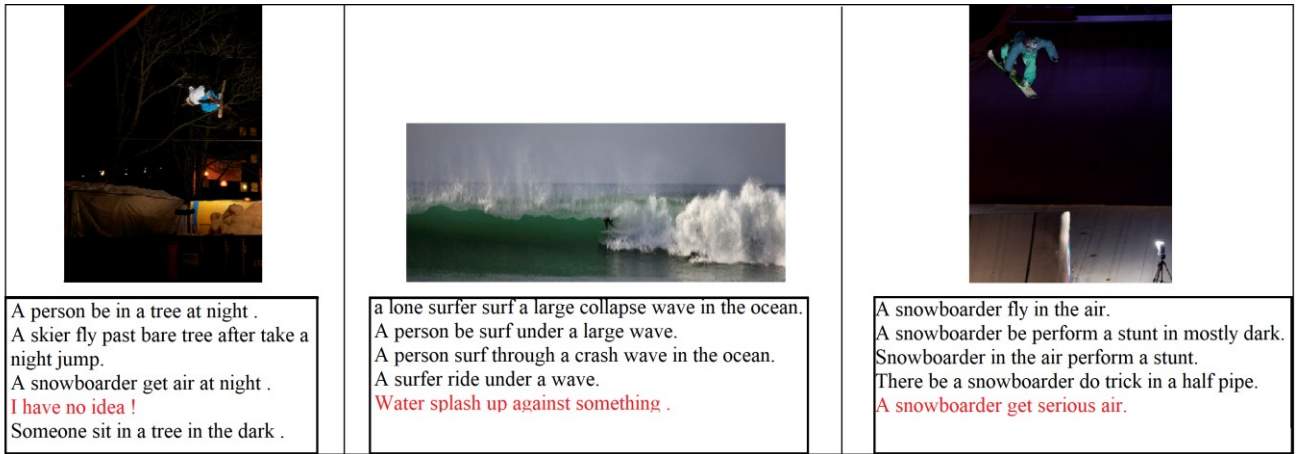 A person be in a tree at night .
A skier fly past bare tree after take a
night jump.
A snowboarder get air at night .
I have no idea !
Someone sit in a tree in the dark .
a lone surfer surf a large collapse wave in the ocean.
A person be surf under a large wave.
A person surf through a crash wave in the ocean.
A surfer ride under a wave.
Water splash up against something .
A snowboarder fly in the air.
A snowboarder be perform a stunt in mostly dark.
Snowboarder in the air perform a stunt.
There be a snowboarder do trick in a half pipe.
A snowboarder get serious air.